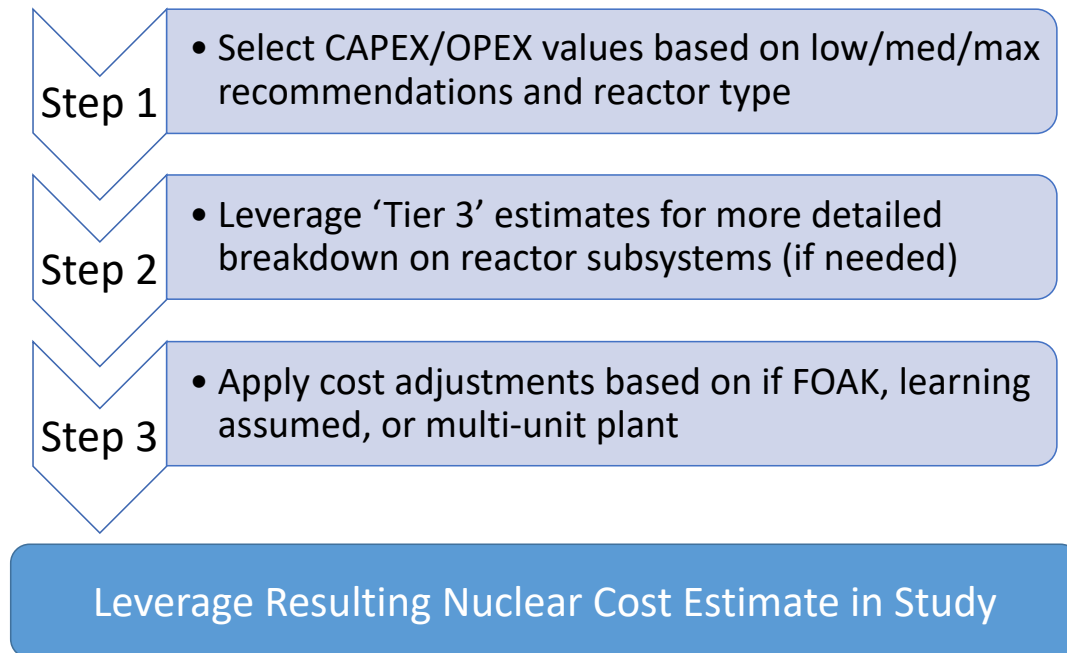 Step 1
• Select CAPEX/OPEX values based on low/med/max
recommendations and reactor type
Step 2
• Leverage ‘Tier 3’ estimates for more detailed
breakdown on reactor subsystems (if needed)
Step 3
• Apply cost adjustments based on if FOAK, learning
assumed, or multi-unit plant
Leverage Resulting Nuclear Cost Estimate in Study